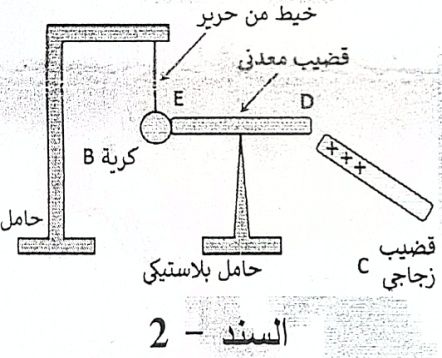 خيط من حرير
قضيب معدني
E
D
كرية B
+++
حامل
قضيب
زجاجي C
حامل بلاستيكي
السند - 2